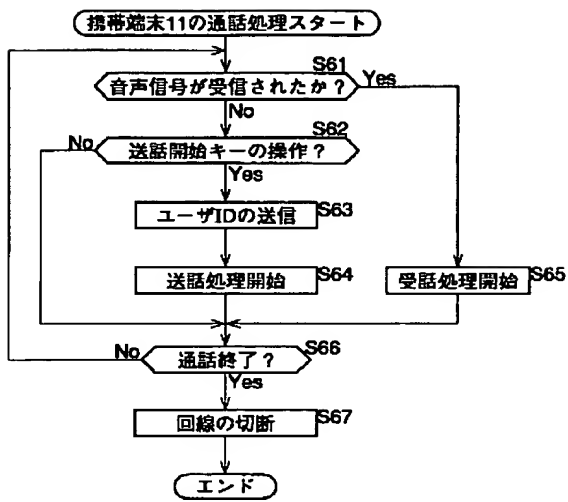 携帯端末11の通話処理スタート
S61
音声信号が受信されたか？ Yes
No
S62
No 送話開始キーの操作？
Yes
ユーザIDの送信 S63
送話処理開始 S64
受話処理開始 S65
No 通話終了？ S66
Yes
回線の切断 S67
エンド